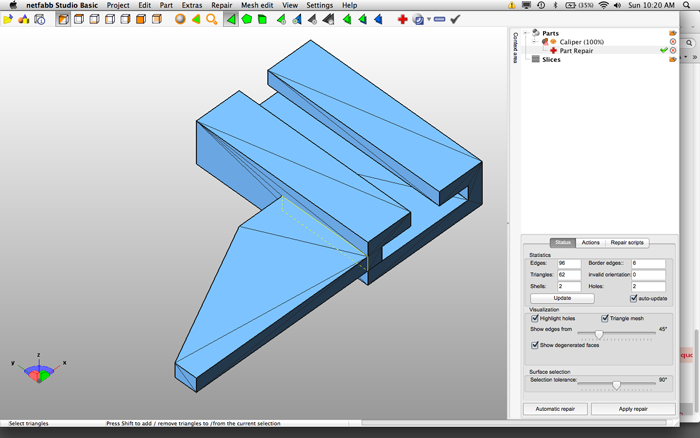 netfabb Studio Basic Project Edit Part Extras Repair Mesh edit View Settings Help (35%) Sun 10:20 AM
Context area
Parts
Caliper (100%)
Part Repair
Slices
Status Actions Repair scripts
Statistics
Edges: 96 Border edges: 6
Triangles: 62 invalid orientation 0
Shells: 2 Holes: 2
Update auto-update
Visualization
Highlight holes Triangle mesh
Show edges from 45°
Show degenerated faces
Surface selection
Selection tolerance: 90°
Automatic repair Apply repair
z
y x
Select triangles Press Shift to add / remove triangles to /from the current selection